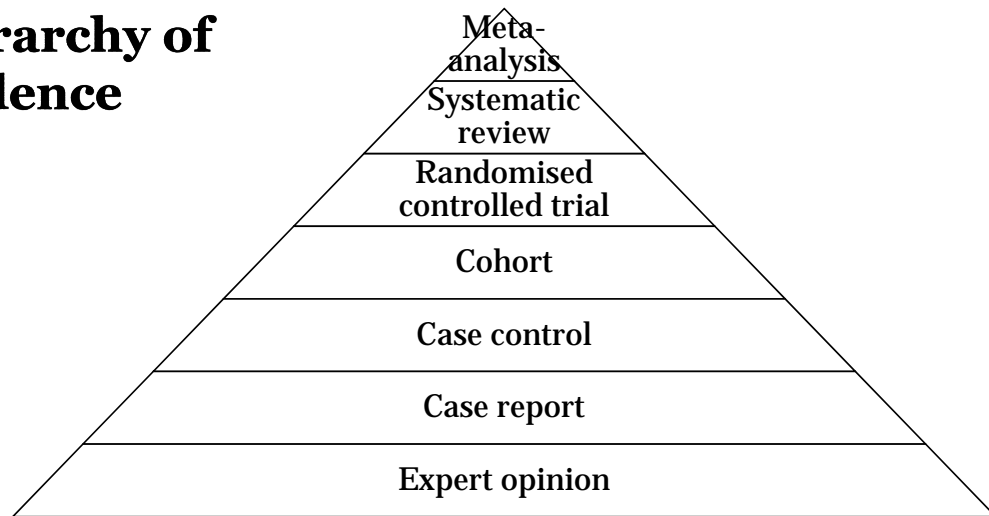 rarchy of
lence
Meta-
analysis
Systematic
review
Randomised
controlled trial
Cohort
Case control
Case report
Expert opinion